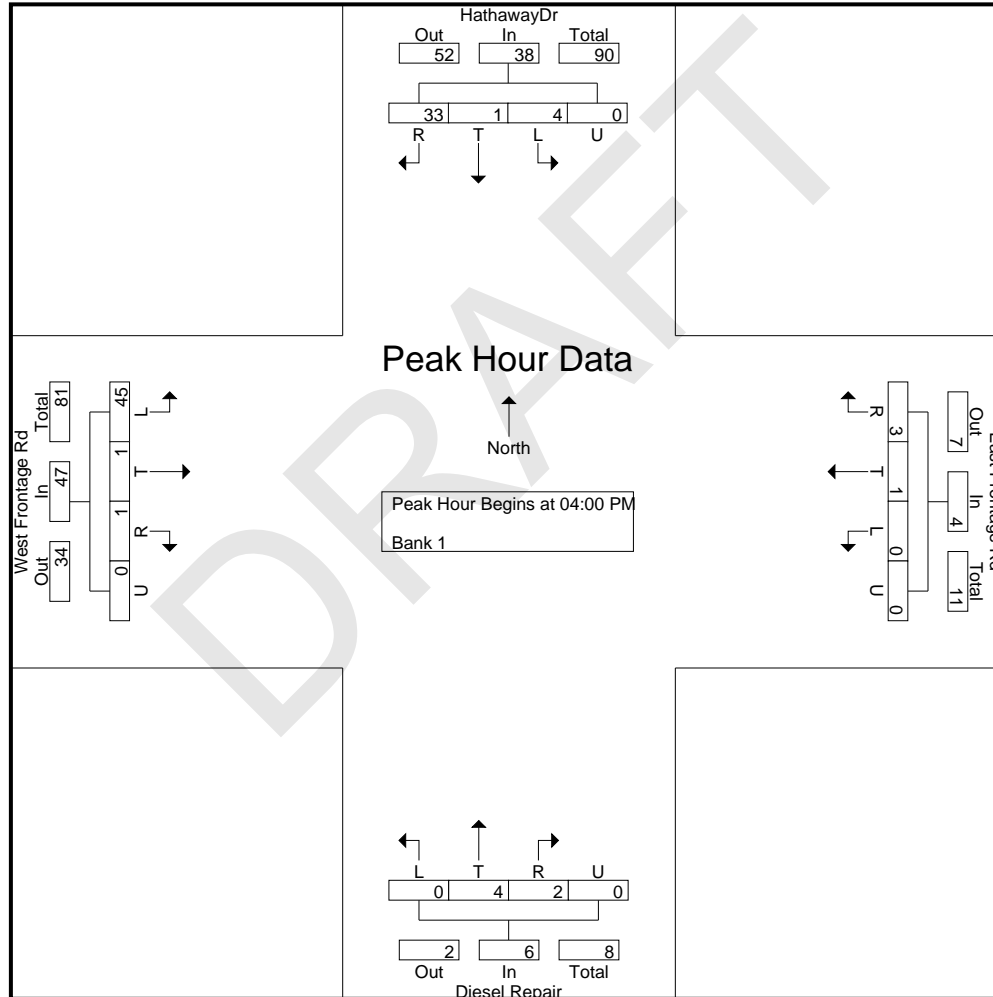 HathawayDr
Out In Total
52 38 90
33 1 4 0
R T L U
Peak Hour Data
North
Peak Hour Begins at 04:00 PM
Bank 1
West Frontage Rd
Out In Total
34 47 81
0 1 1 45
U R T L
Out In Total
7 4 11
3 1 0 0
R T L U
L T R U
0 4 2 0
2 6 8
Out In Total
Diesel Repair
DRAFT